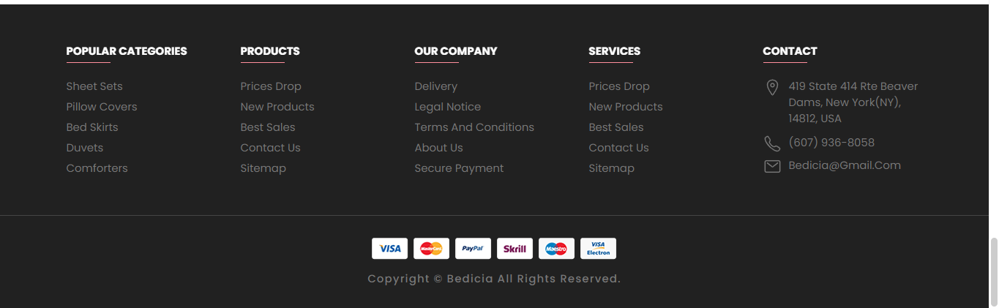 POPULAR CATEGORIES
Sheet Sets
Pillow Covers
Bed Skirts
Duvets
Comforters
PRODUCTS
Prices Drop
New Products
Best Sales
Contact Us
Sitemap
OUR COMPANY
Delivery
Legal Notice
Terms And Conditions
About Us
Secure Payment
SERVICES
Prices Drop
New Products
Best Sales
Contact Us
Sitemap
CONTACT
419 State 414 Rte Beaver
Dams, New York(NY),
14812, USA
(607) 936-8058
Bedicia@Gmail.Com
VISA
MasterCard
PayPal
Skrill
Maestro
VISA
Electron
Copyright © Bedicia All Rights Reserved.